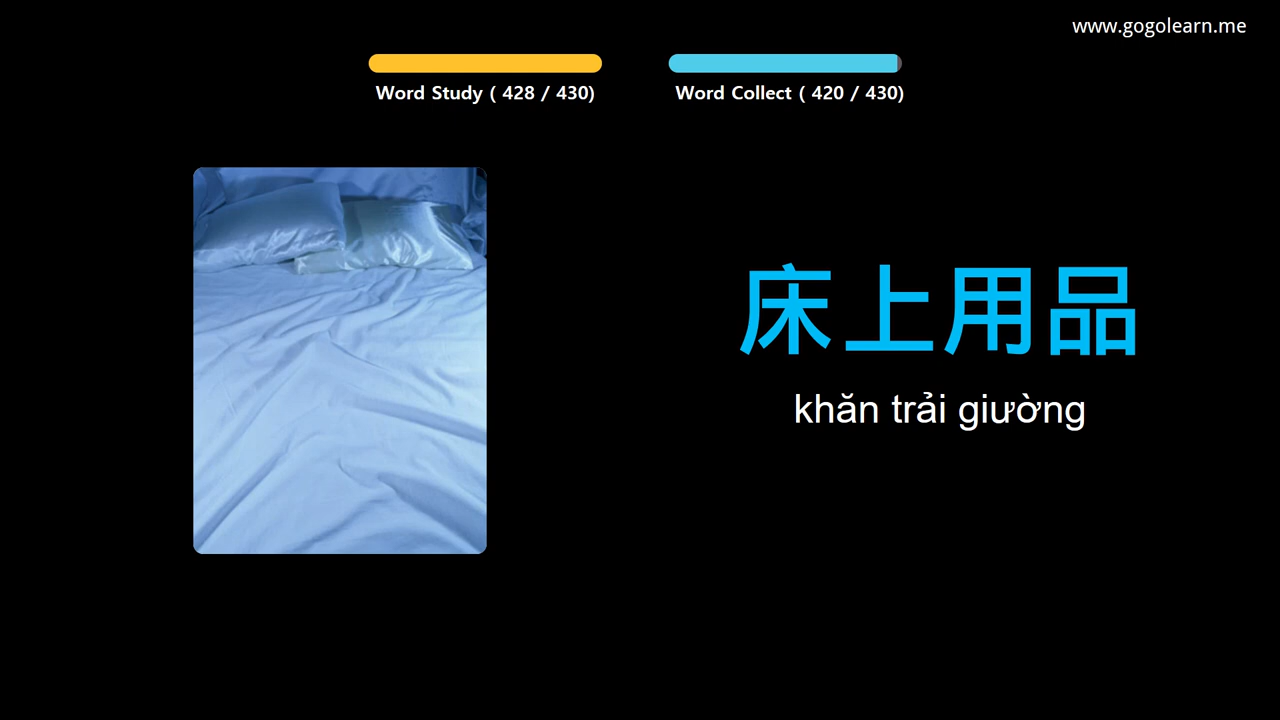 www.gogolearn.me
Word Study ( 428 / 430)
Word Collect ( 420 / 430)
床上用品
khăn trải giường